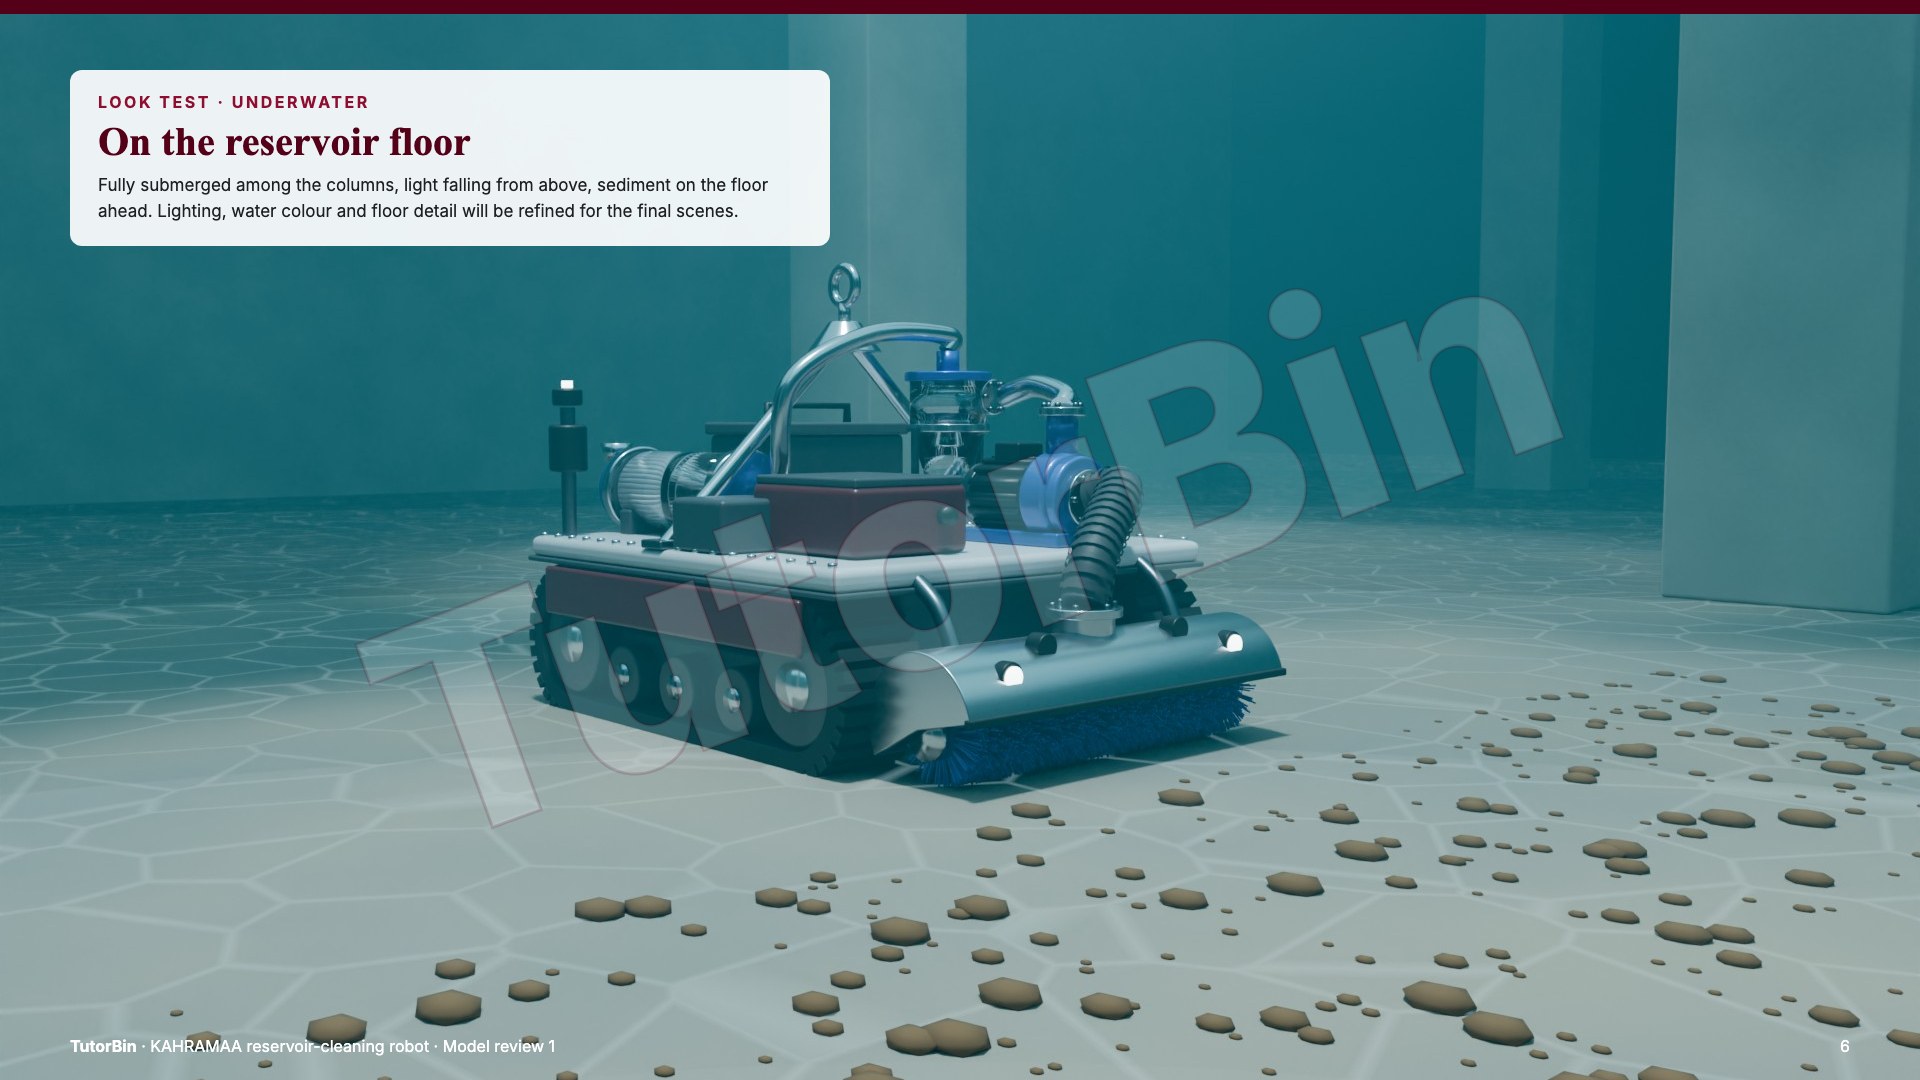 LOOK TEST · UNDERWATER
On the reservoir floor
Fully submerged among the columns, light falling from above, sediment on the floor
ahead. Lighting, water colour and floor detail will be refined for the final scenes.
TutorBin
TutorBin · KAHRAMAA reservoir-cleaning robot · Model review 1
6